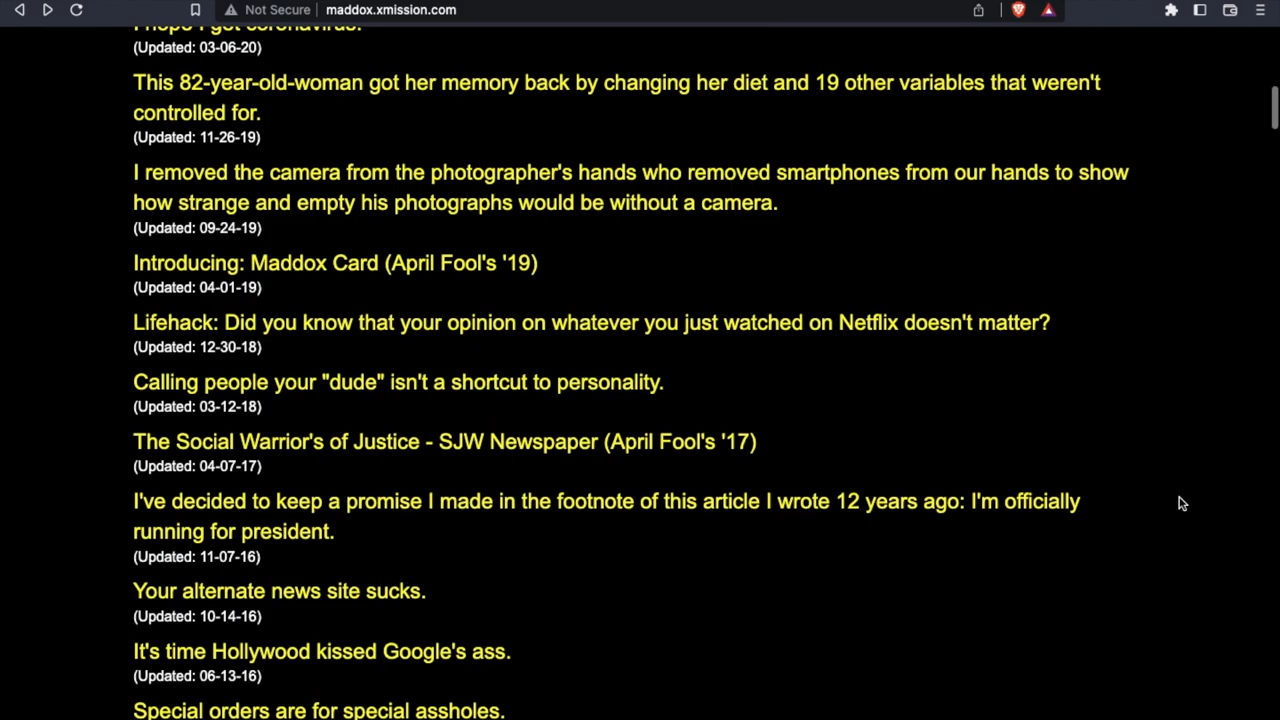 Not Secure maddox.xmission.com
I hope I get coronavirus.
(Updated: 03-06-20)
This 82-year-old-woman got her memory back by changing her diet and 19 other variables that weren't
controlled for.
(Updated: 11-26-19)
I removed the camera from the photographer's hands who removed smartphones from our hands to show
how strange and empty his photographs would be without a camera.
(Updated: 09-24-19)
Introducing: Maddox Card (April Fool's '19)
(Updated: 04-01-19)
Lifehack: Did you know that your opinion on whatever you just watched on Netflix doesn't matter?
(Updated: 12-30-18)
Calling people your "dude" isn't a shortcut to personality.
(Updated: 03-12-18)
The Social Warrior's of Justice - SJW Newspaper (April Fool's '17)
(Updated: 04-07-17)
I've decided to keep a promise I made in the footnote of this article I wrote 12 years ago: I'm officially
running for president.
(Updated: 11-07-16)
Your alternate news site sucks.
(Updated: 10-14-16)
It's time Hollywood kissed Google's ass.
(Updated: 06-13-16)
Special orders are for special assholes.